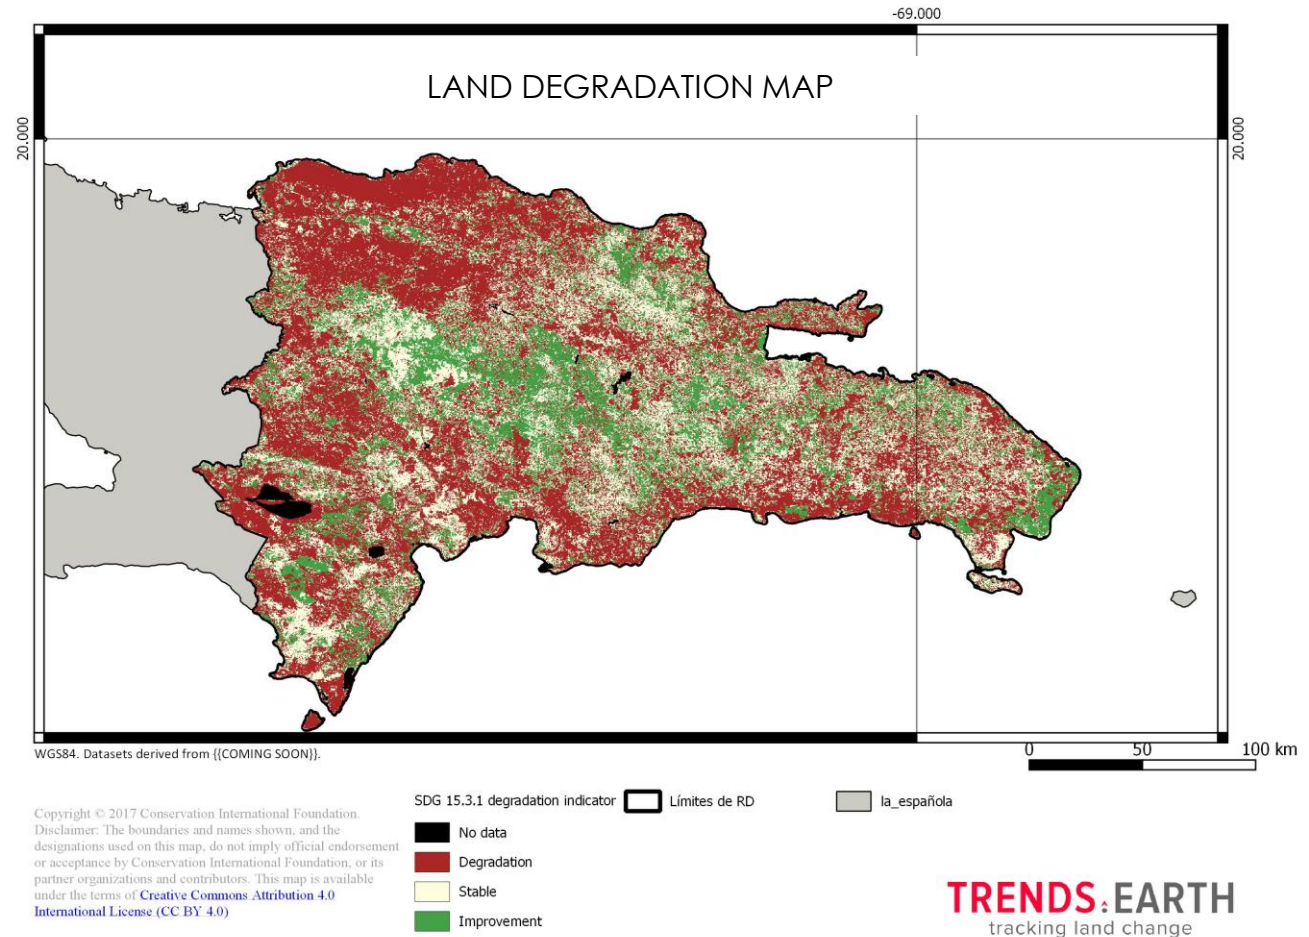 -69.000
LAND DEGRADATION MAP
20.000
20.000
WGS84. Datasets derived from {{COMING SOON}}.
0 50 100 km
SDG 15.3.1 degradation indicator
Límites de RD
la_española
No data
Degradation
Stable
Improvement
Copyright © 2017 Conservation International Foundation.
Disclaimer: The boundaries and names shown, and the
designations used on this map, do not imply official endorsement
or acceptance by Conservation International Foundation, or its
partner organizations and contributors. This map is available
under the terms of Creative Commons Attribution 4.0
International License (CC BY 4.0)
TRENDS.EARTH
tracking land change